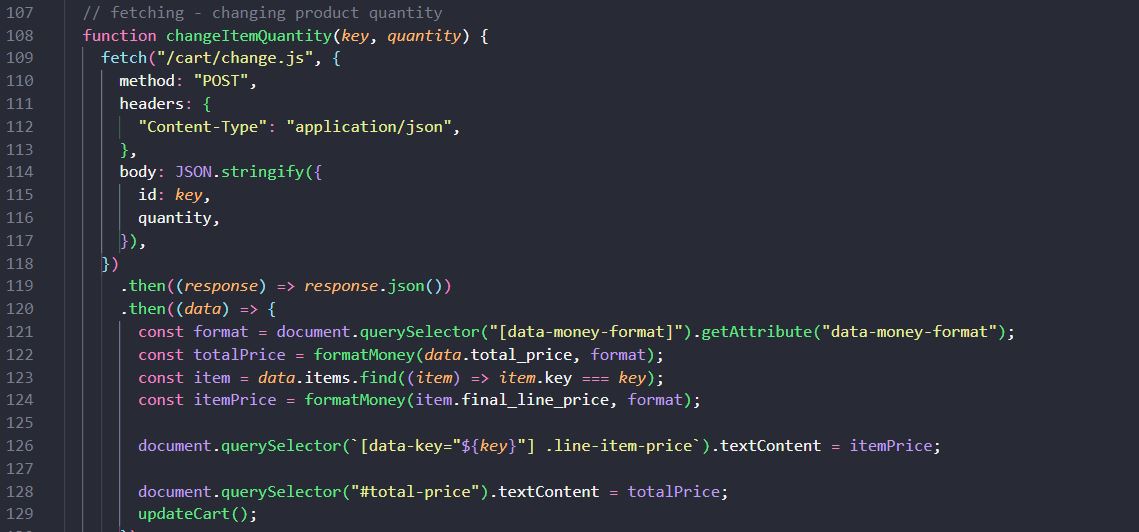 107 // fetching - changing product quantity
108 function changeItemQuantity(key, quantity) {
109 fetch("/cart/change.js", {
110 method: "POST",
111 headers: {
112 "Content-Type": "application/json",
113 },
114 body: JSON.stringify({
115 id: key,
116 quantity,
117 }),
118 })
119 .then((response) => response.json())
120 .then((data) => {
121 const format = document.querySelector("[data-money-format]").getAttribute("data-money-format");
122 const totalPrice = formatMoney(data.total_price, format);
123 const item = data.items.find((item) => item.key === key);
124 const itemPrice = formatMoney(item.final_line_price, format);
125
126 document.querySelector(`[data-key="${key}"] .line-item-price`).textContent = itemPrice;
127
128 document.querySelector("#total-price").textContent = totalPrice;
129 updateCart();